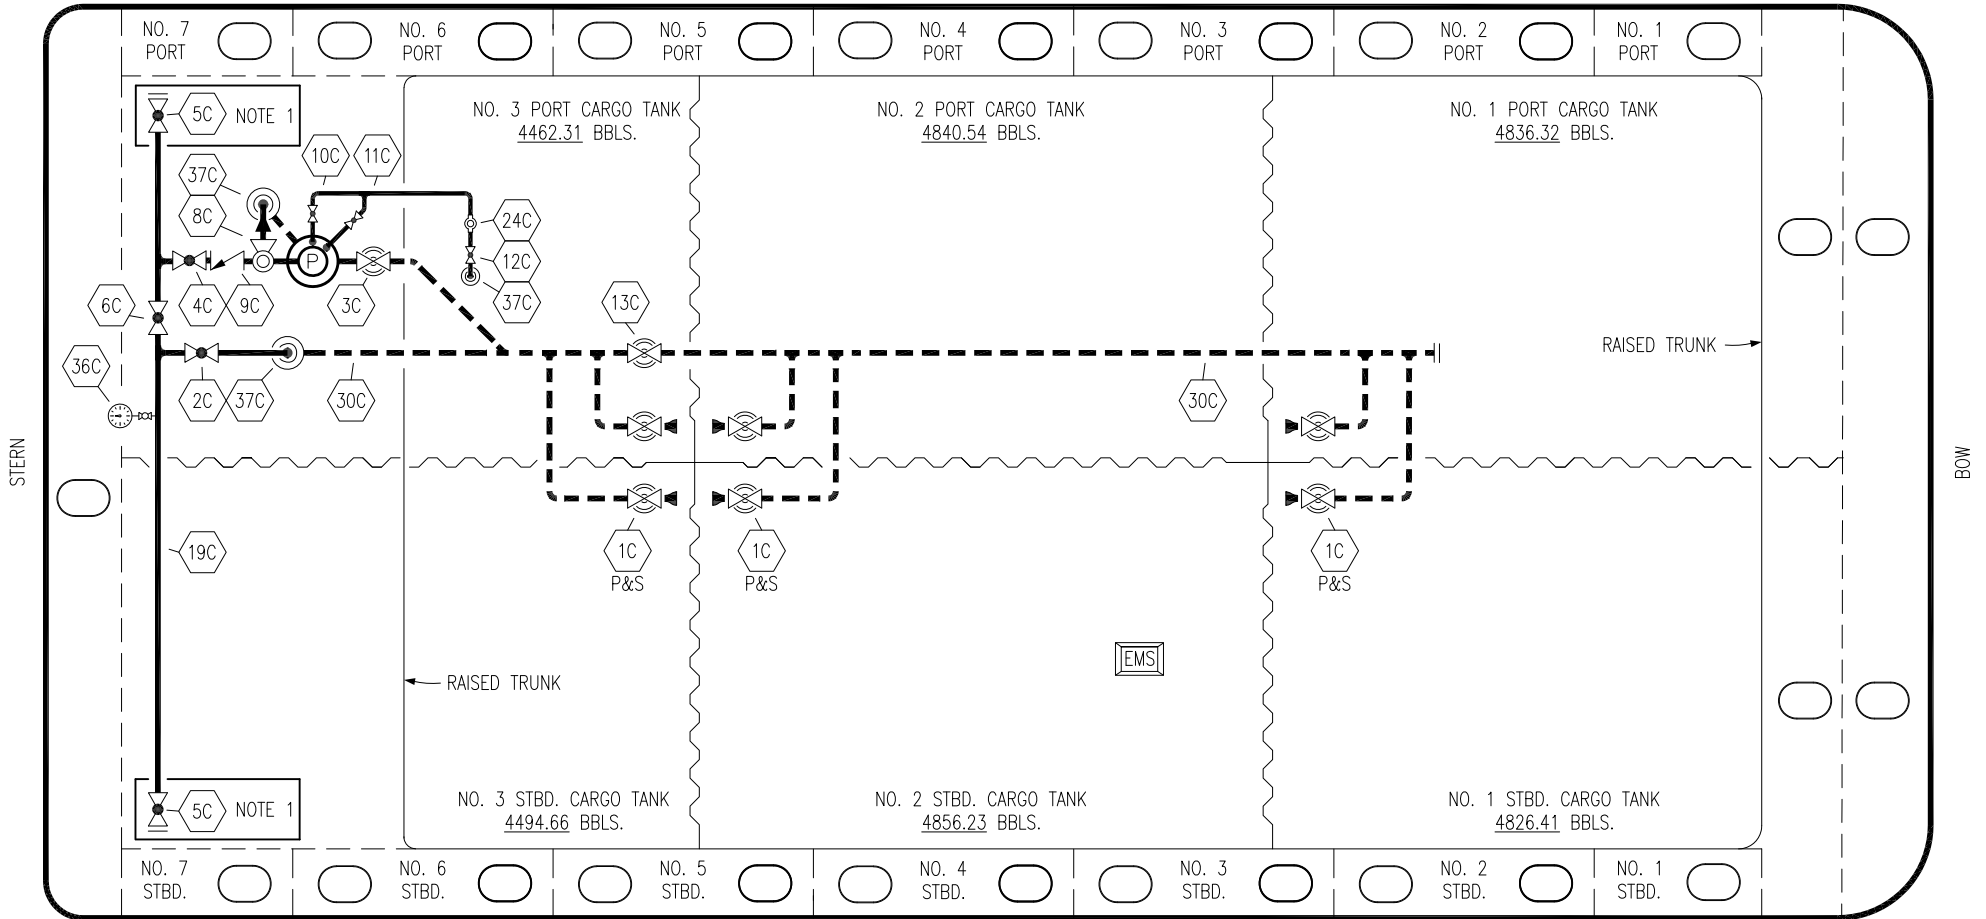 NO. 7
PORT
NO. 6
PORT
NO. 5
PORT
NO. 4
PORT
NO. 3
PORT
NO. 2
PORT
NO. 1
PORT
5C
NOTE 1
NO. 3 PORT CARGO TANK
4462.31 BBLS.
NO. 2 PORT CARGO TANK
4840.54 BBLS.
NO. 1 PORT CARGO TANK
4836.32 BBLS.
10C
11C
37C
8C
24C
12C
37C
P
6C
4C
9C
3C
13C
36C
2C
37C
30C
30C
RAISED TRUNK
STERN
BOW
19C
1C
P&S
1C
P&S
1C
P&S
EMS
RAISED TRUNK
5C
NOTE 1
NO. 3 STBD. CARGO TANK
4494.66 BBLS.
NO. 2 STBD. CARGO TANK
4856.23 BBLS.
NO. 1 STBD. CARGO TANK
4826.41 BBLS.
NO. 7
STBD.
NO. 6
STBD.
NO. 5
STBD.
NO. 4
STBD.
NO. 3
STBD.
NO. 2
STBD.
NO. 1
STBD.